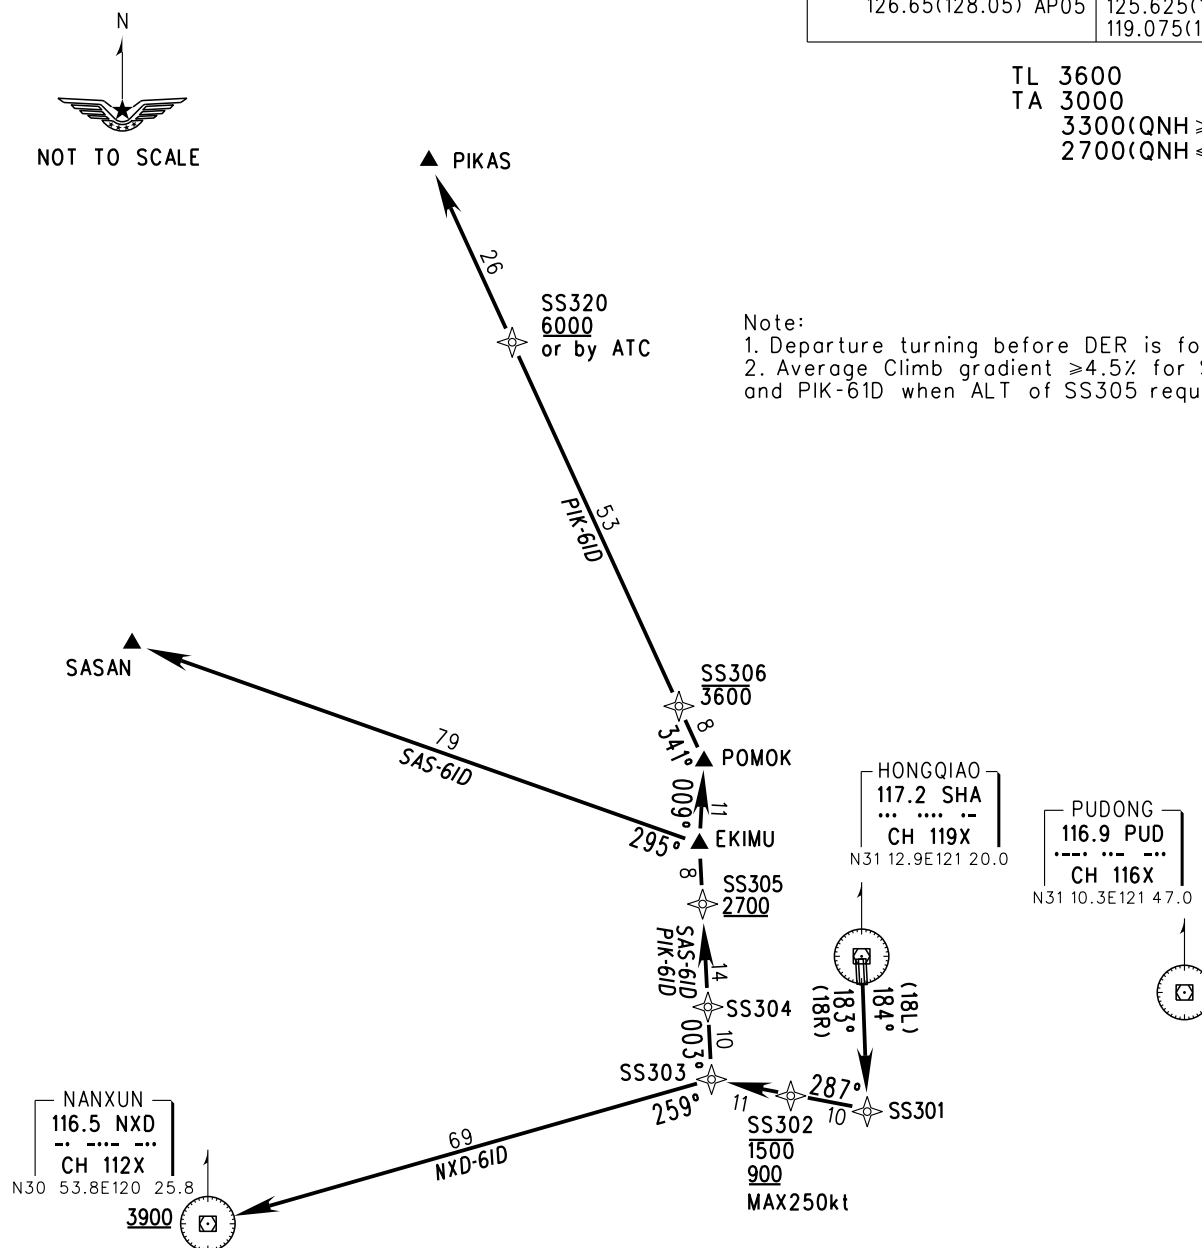 126.65(128.05) AP05
125.625(
119.075(1
N
NOT TO SCALE
TL 3600
TA 3000
3300(QNH≥
2700(QNH≤
PIKAS
26
SS320
6000
or by ATC
Note:
1. Departure turning before DER is fo
2. Average Climb gradient ≥4.5% for S
and PIK-61D when ALT of SS305 requ
53
PIK-61D
SASAN
79
SAS-61D
SS306
3600
8
341°
POMOK
009°
11
295°
EKIMU
8
SS305
2700
SAS-61D
PIK-61D
14
SS304
10
003°
SS303
259°
69
NXD-61D
11
287°
10
SS301
SS302
1500
900
MAX250kt
HONGQIAO
117.2 SHA
··· ···· ·-
CH 119X
N31 12.9E121 20.0
PUDONG
116.9 PUD
·--· ··- -··
CH 116X
N31 10.3E121 47.0
(18L)
184°
183°
(18R)
NANXUN
116.5 NXD
-· -··- -··
CH 112X
N30 53.8E120 25.8
3900